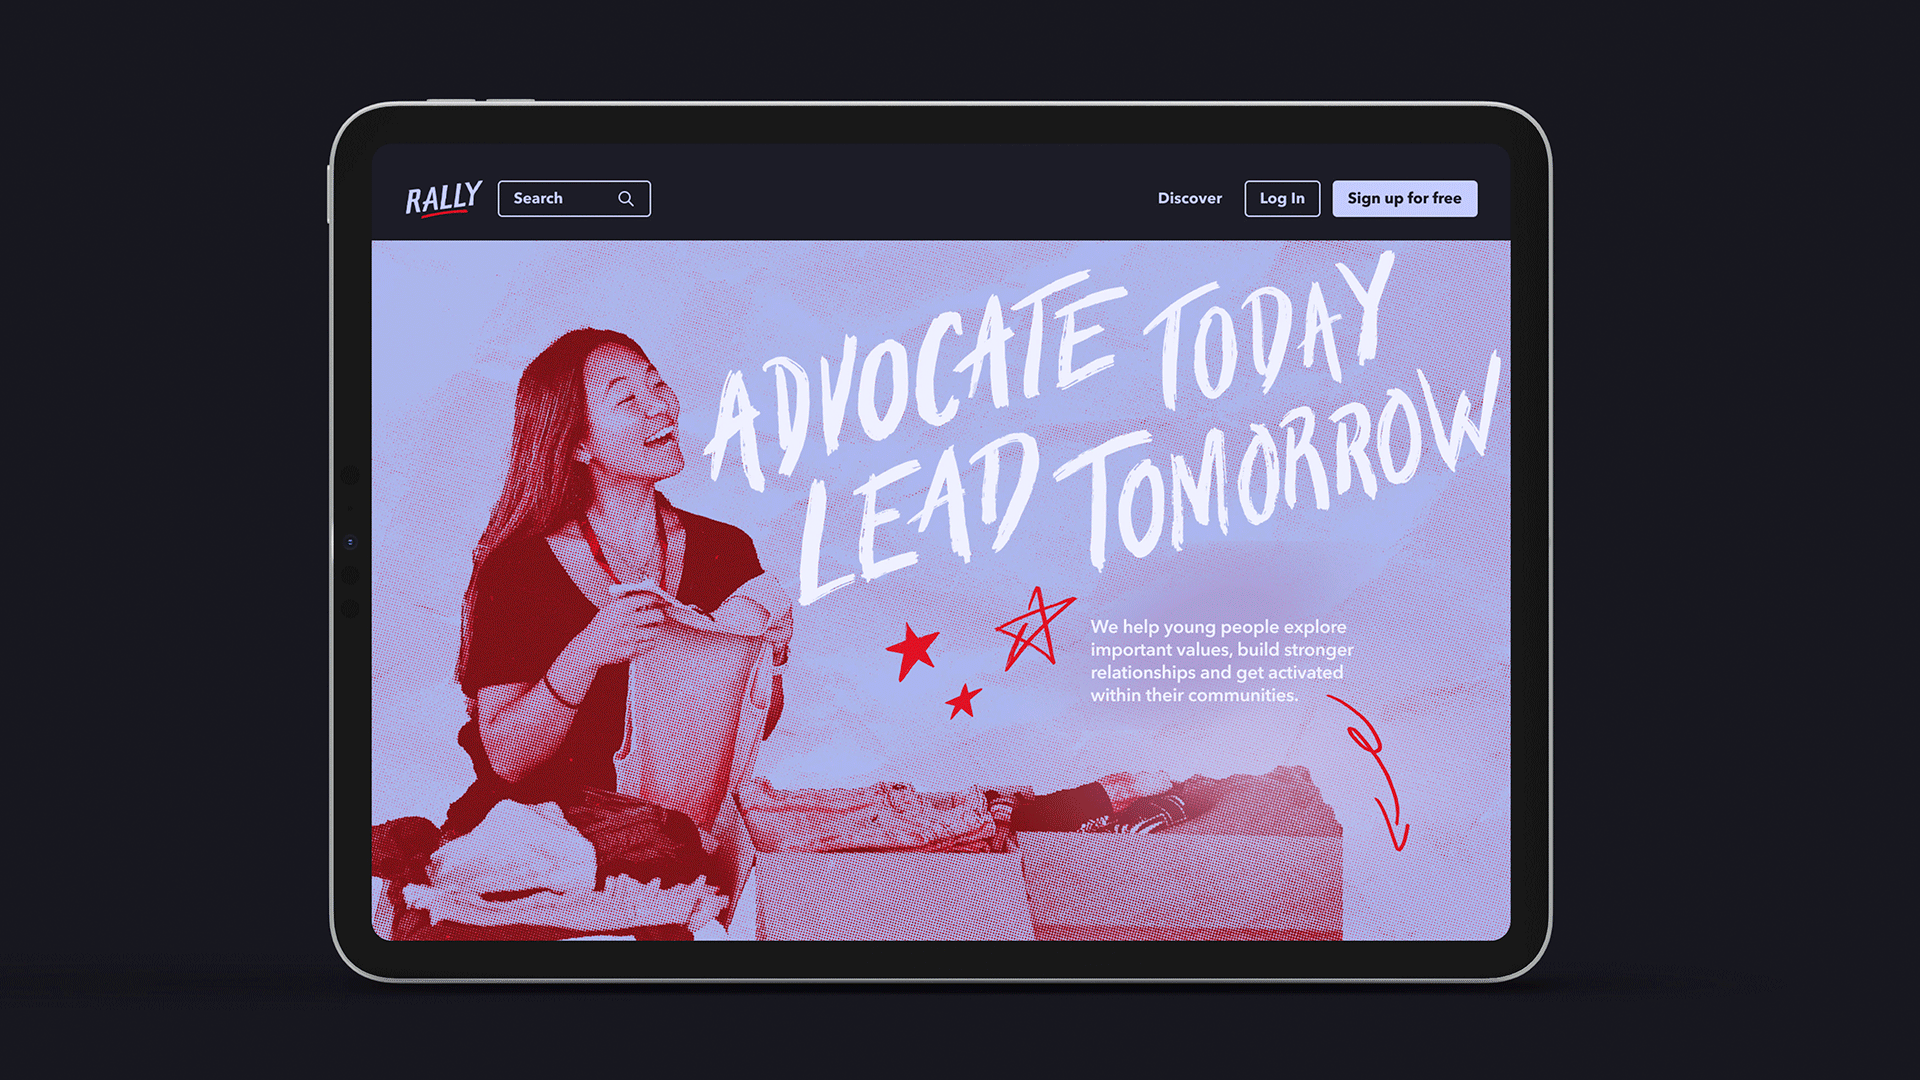 RALLY
Search
Discover
Log In
Sign up for free
ADVOCATE TODAY
LEAD TOMORROW
We help young people explore
important values, build stronger
relationships and get activated
within their communities.